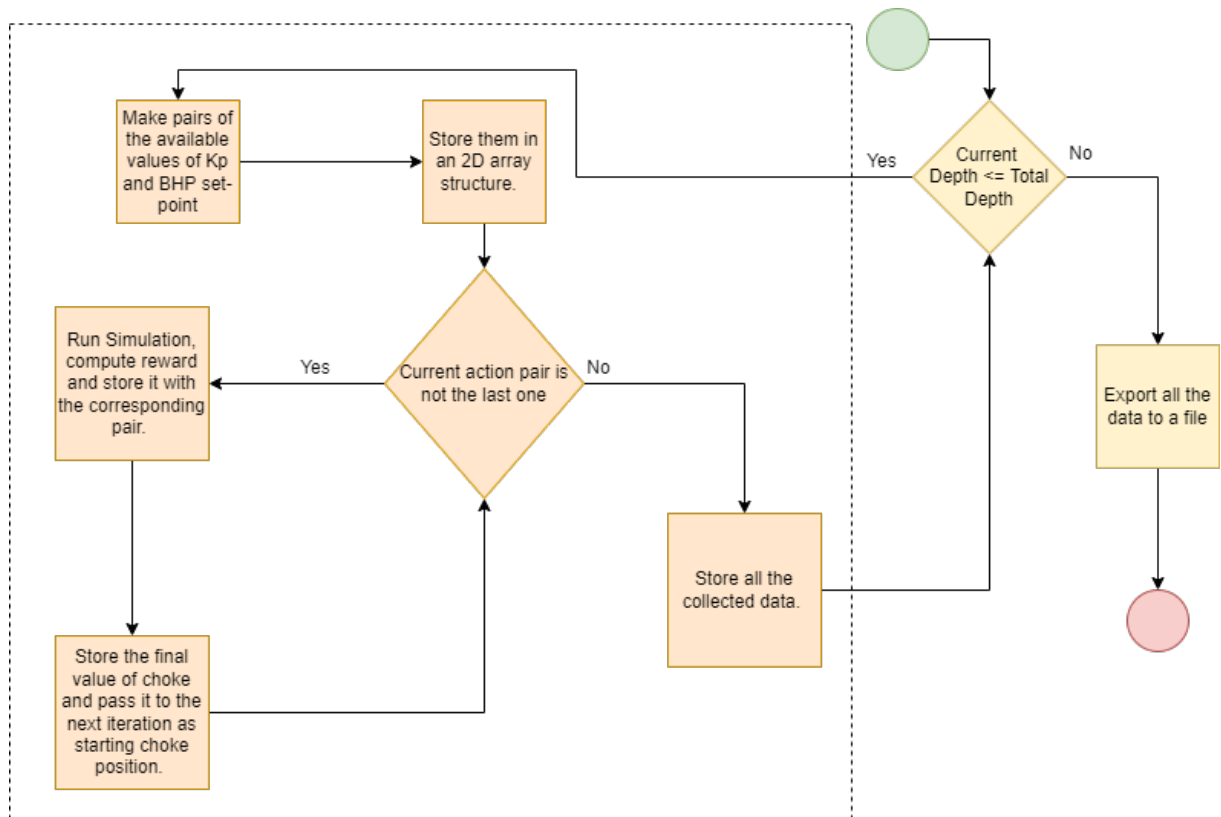 Make pairs of
the available
values of Kp
and BHP set-
point
Store them in
an 2D array
structure.
Yes
Current
Depth <= Total
Depth
No
Run Simulation,
compute reward
and store it with
the corresponding
pair.
Yes
Current action pair is
not the last one
No
Export all the
data to a file
Store all the
collected data.
Store the final
value of choke
and pass it to the
next iteration as
starting choke
position.